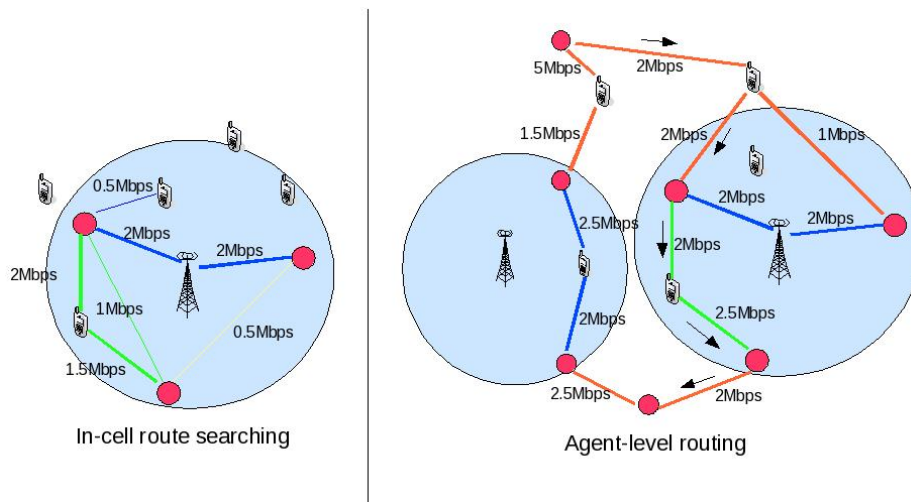 0.5Mbps
2Mbps
2Mbps
2Mbps
1Mbps
0.5Mbps
1.5Mbps
In-cell route searching
5Mbps
2Mbps
1.5Mbps
2Mbps
1Mbps
2Mbps
2.5Mbps
2Mbps
2Mbps
2Mbps
2.5Mbps
2.5Mbps
2Mbps
Agent-level routing